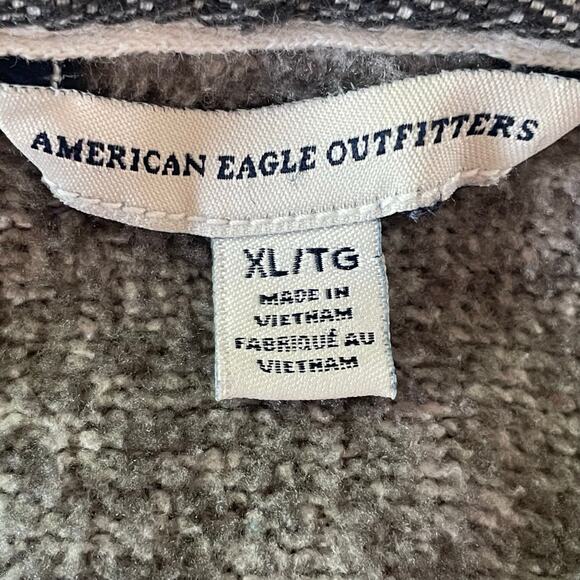 AMERICAN EAGLE OUTFITTERS
XL/TG
MADE IN
VIETNAM
FABRIQUÉ AU
VIETNAM